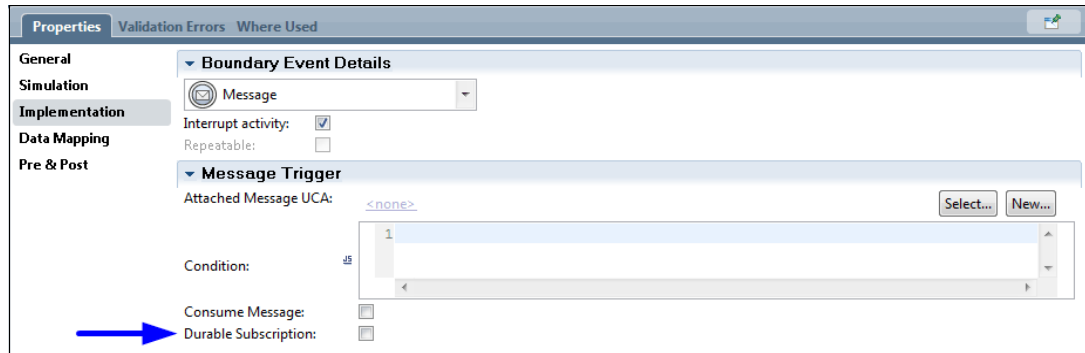 Properties Validation Errors Where Used
General
Simulation
Implementation
Data Mapping
Pre & Post
Boundary Event Details
Message
Interrupt activity:
Repeatable:
Message Trigger
Attached Message UCA: <none> Select... New...
1
Condition: JS
Consume Message:
Durable Subscription: